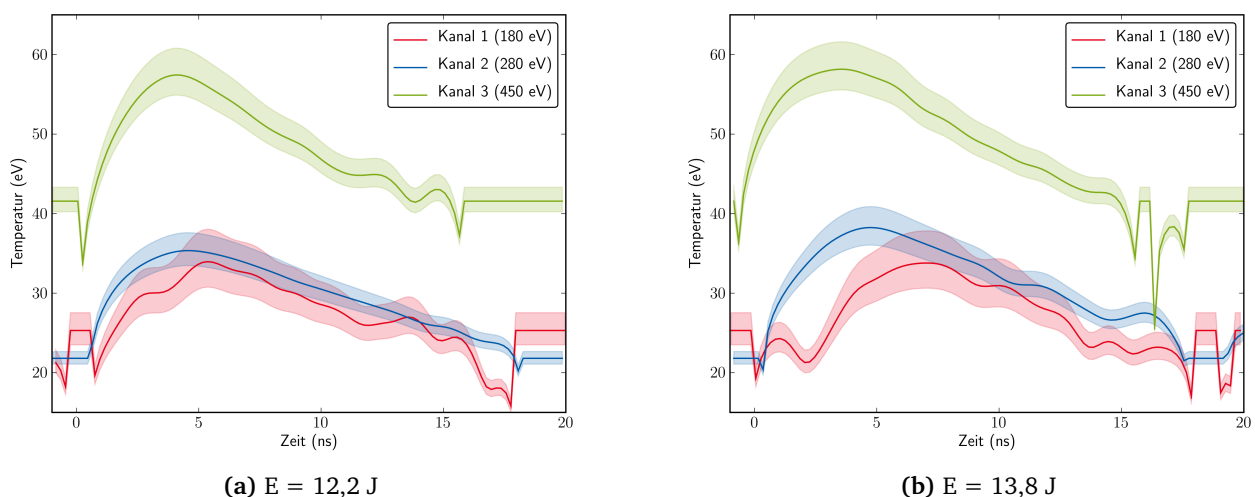 Kanal 1 (180 eV)
Kanal 2 (280 eV)
Kanal 3 (450 eV)
60
50
40
30
20
Temperatur (eV)
0 5 10 15 20
Zeit (ns)
(a) E = 12,2 J
Kanal 1 (180 eV)
Kanal 2 (280 eV)
Kanal 3 (450 eV)
60
50
40
30
20
Temperatur (eV)
0 5 10 15 20
Zeit (ns)
(b) E = 13,8 J